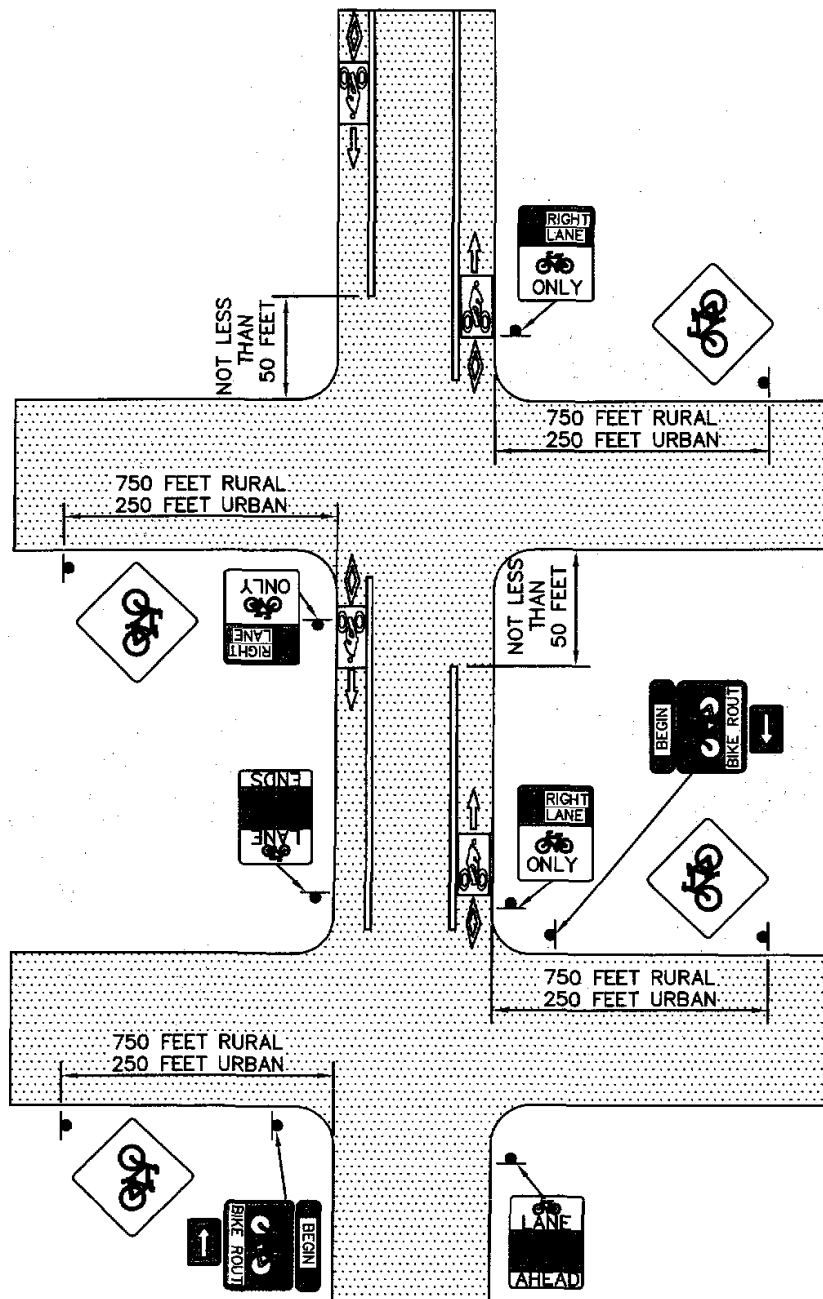 RIGHT
LANE
ONLY
NOT LESS
THAN
50 FEET
750 FEET RURAL
250 FEET URBAN
750 FEET RURAL
250 FEET URBAN
RIGHT
LANE
ONLY
NOT LESS
THAN
50 FEET
BEGIN
BIKE ROUT
LANE
ENDS
RIGHT
LANE
ONLY
750 FEET RURAL
250 FEET URBAN
750 FEET RURAL
250 FEET URBAN
BEGIN
BIKE ROUT
LANE
AHEAD